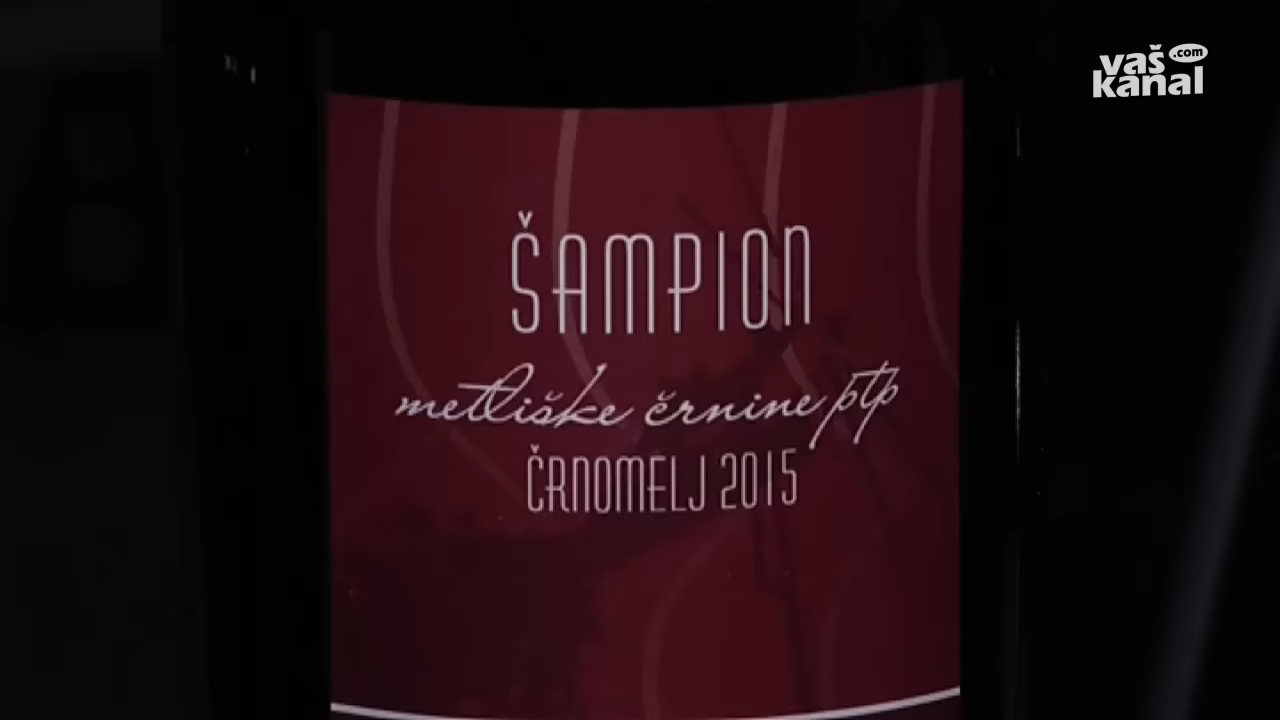 vaš .com
kanal
ŠAMPION
metliške črnine ptp
ČRNOMELJ 2015